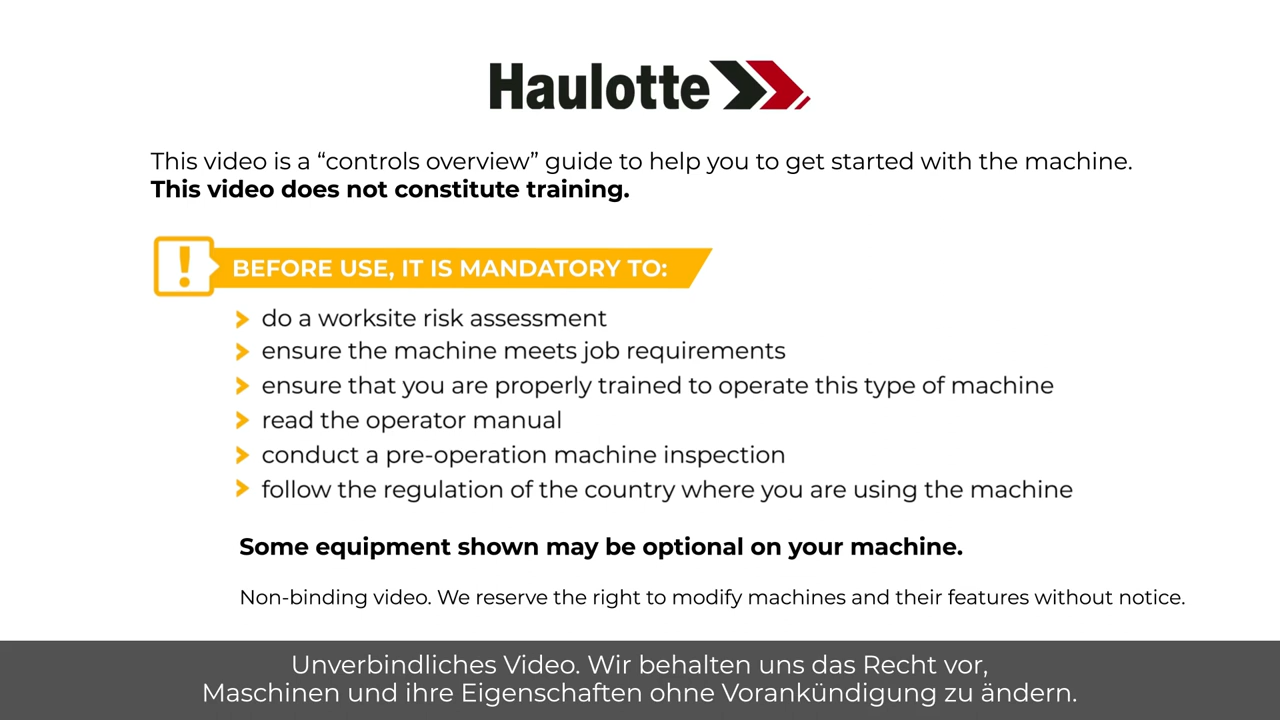 Haulotte
This video is a “controls overview” guide to help you to get started with the machine.
This video does not constitute training.
!
BEFORE USE, IT IS MANDATORY TO:
do a worksite risk assessment
ensure the machine meets job requirements
ensure that you are properly trained to operate this type of machine
read the operator manual
conduct a pre-operation machine inspection
follow the regulation of the country where you are using the machine
Some equipment shown may be optional on your machine.
Non-binding video. We reserve the right to modify machines and their features without notice.
Unverbindliches Video. Wir behalten uns das Recht vor,
Maschinen und ihre Eigenschaften ohne Vorankündigung zu ändern.